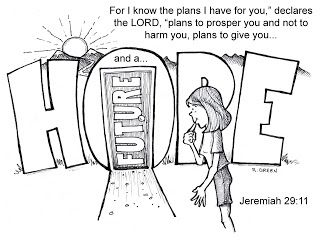 For I know the plans I have for you,” declares
the LORD, “plans to prosper you and not to
harm you, plans to give you...
HOPE
and a...
FUTURE
R. GREEN
Jeremiah 29:11